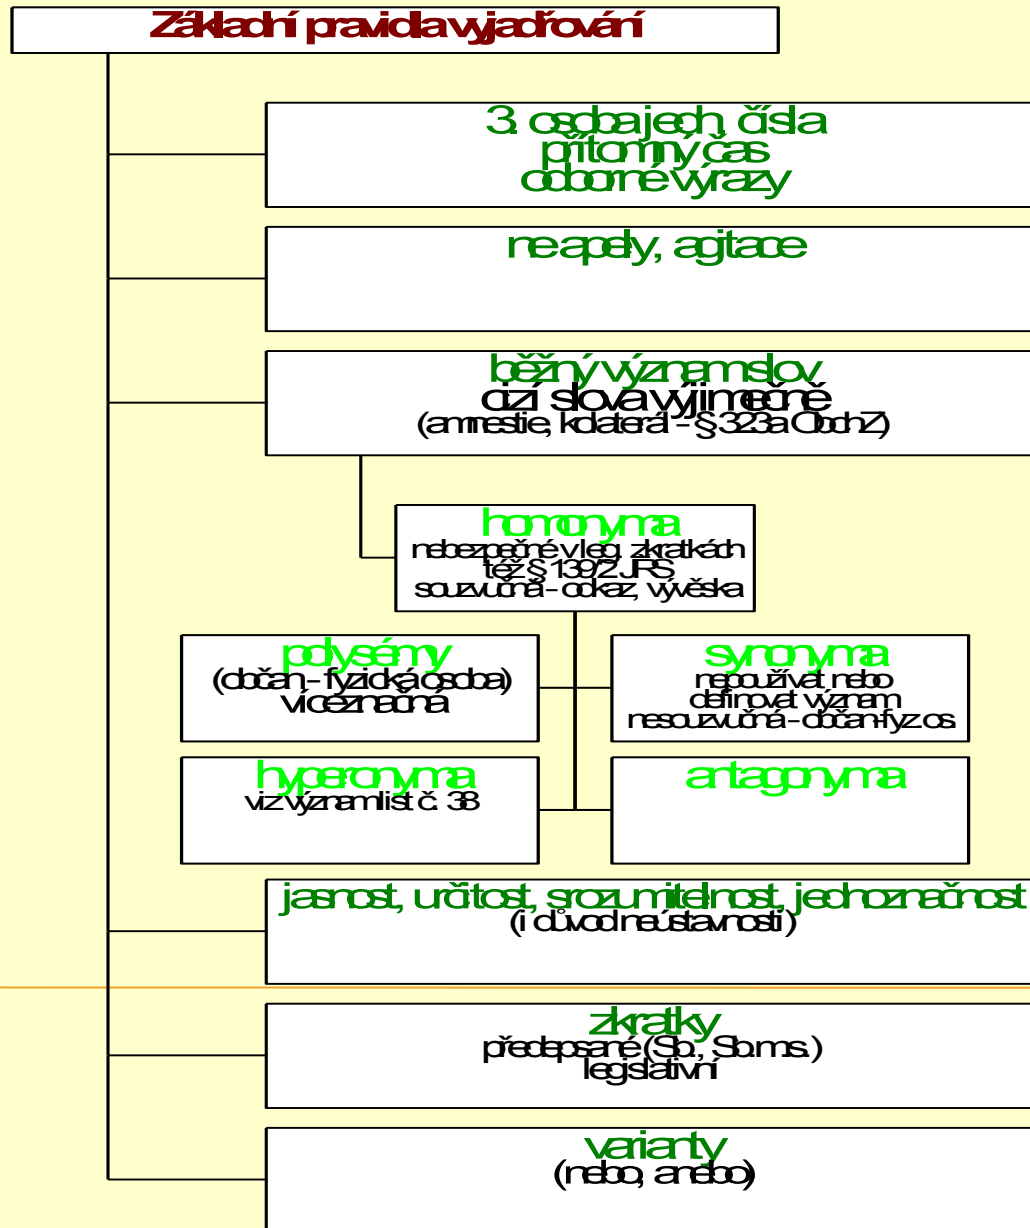 Základní pravidla vyjadřování
3. osoba jedn. čísla
přítomný čas
odborné výrazy
ne apely, agitace
běžný význam slov
cizí slova výjimečně
(amnestie, kolaterál - § 323a ObchZ)
homonyma
nebezpečné v leg. zkratkách
též § 139/2 JŘS,
souzvučná - odkaz, vývěska
polysémy
(občan - fyzická osoba)
víceznačná
synonyma
nepoužívat nebo
definovat význam
nesouzvučná - občan-fyz. os.
hyperonyma
viz význam list č. 38
antagonyma
jasnost, určitost, srozumitelnost, jednoznačnost
(i důvod neústavnosti)
zkratky
předepsané (Sb., Sb.m.s.)
legislativní
varianty
(nebo, anebo)